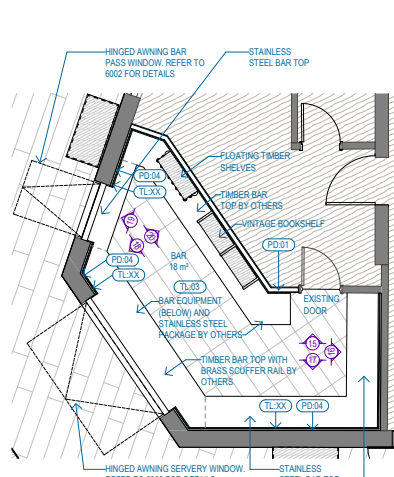 HINGED AWNING BAR
PASS WINDOW. REFER TO
6002 FOR DETAILS
STAINLESS
STEEL BAR TOP
FLOATING TIMBER
SHELVES
PD:04
TL:XX
TIMBER BAR
TOP BY OTHERS
VINTAGE BOOKSHELF
PD:01
19
PD:04
TL:XX
BAR
18 m²
TL:03
BAR EQUIPMENT
(BELOW) AND
STAINLESS STEEL
PACKAGE BY OTHERS
EXISTING
DOOR
15
16
17
TIMBER BAR TOP WITH
BRASS SCUFFER RAIL BY
OTHERS
TL:XX
PD:04
HINGED AWNING SERVERY WINDOW.
STAINLESS